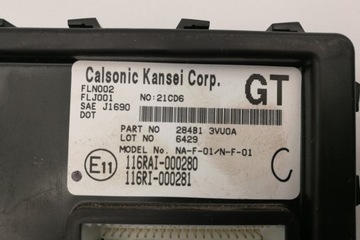 Calsonic Kansei Corp.
GT
FLN002
FLJ001 NO:21CD6
SAE J1690
DOT
PART NO 28481 3VU0A
LOT NO 6429
MODEL No. NA-F-01/N-F-01
E11
116RAI-000280
116RI-000281
C